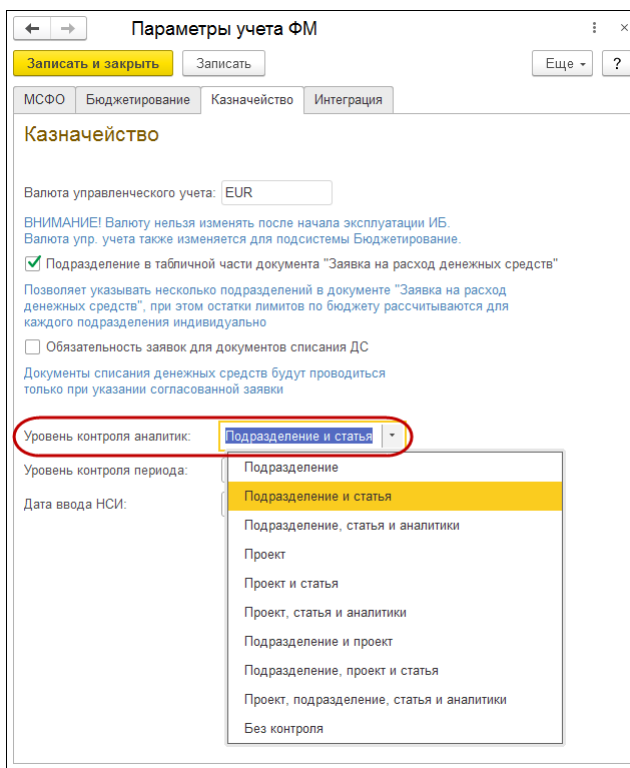 Параметры учета ФМ
Записать и закрыть Записать Еще ?
МСФО Бюджетирование Казначейство Интеграция
Казначейство
Валюта управленческого учета: EUR
ВНИМАНИЕ! Валюту нельзя изменять после начала эксплуатации ИБ.
Валюта упр. учета также изменяется для подсистемы Бюджетирование.
Подразделение в табличной части документа "Заявка на расход денежных средств"
Позволяет указывать несколько подразделений в документе "Заявка на расход
денежных средств", при этом остатки лимитов по бюджету рассчитываются для
каждого подразделения индивидуально
Обязательность заявок для документов списания ДС
Документы списания денежных средств будут проводиться
только при указании согласованной заявки
Уровень контроля аналитик: Подразделение и статья
Уровень контроля периода:
Дата ввода НСИ:
Подразделение
Подразделение и статья
Подразделение, статья и аналитики
Проект
Проект и статья
Проект, статья и аналитики
Подразделение и проект
Подразделение, проект и статья
Проект, подразделение, статья и аналитики
Без контроля